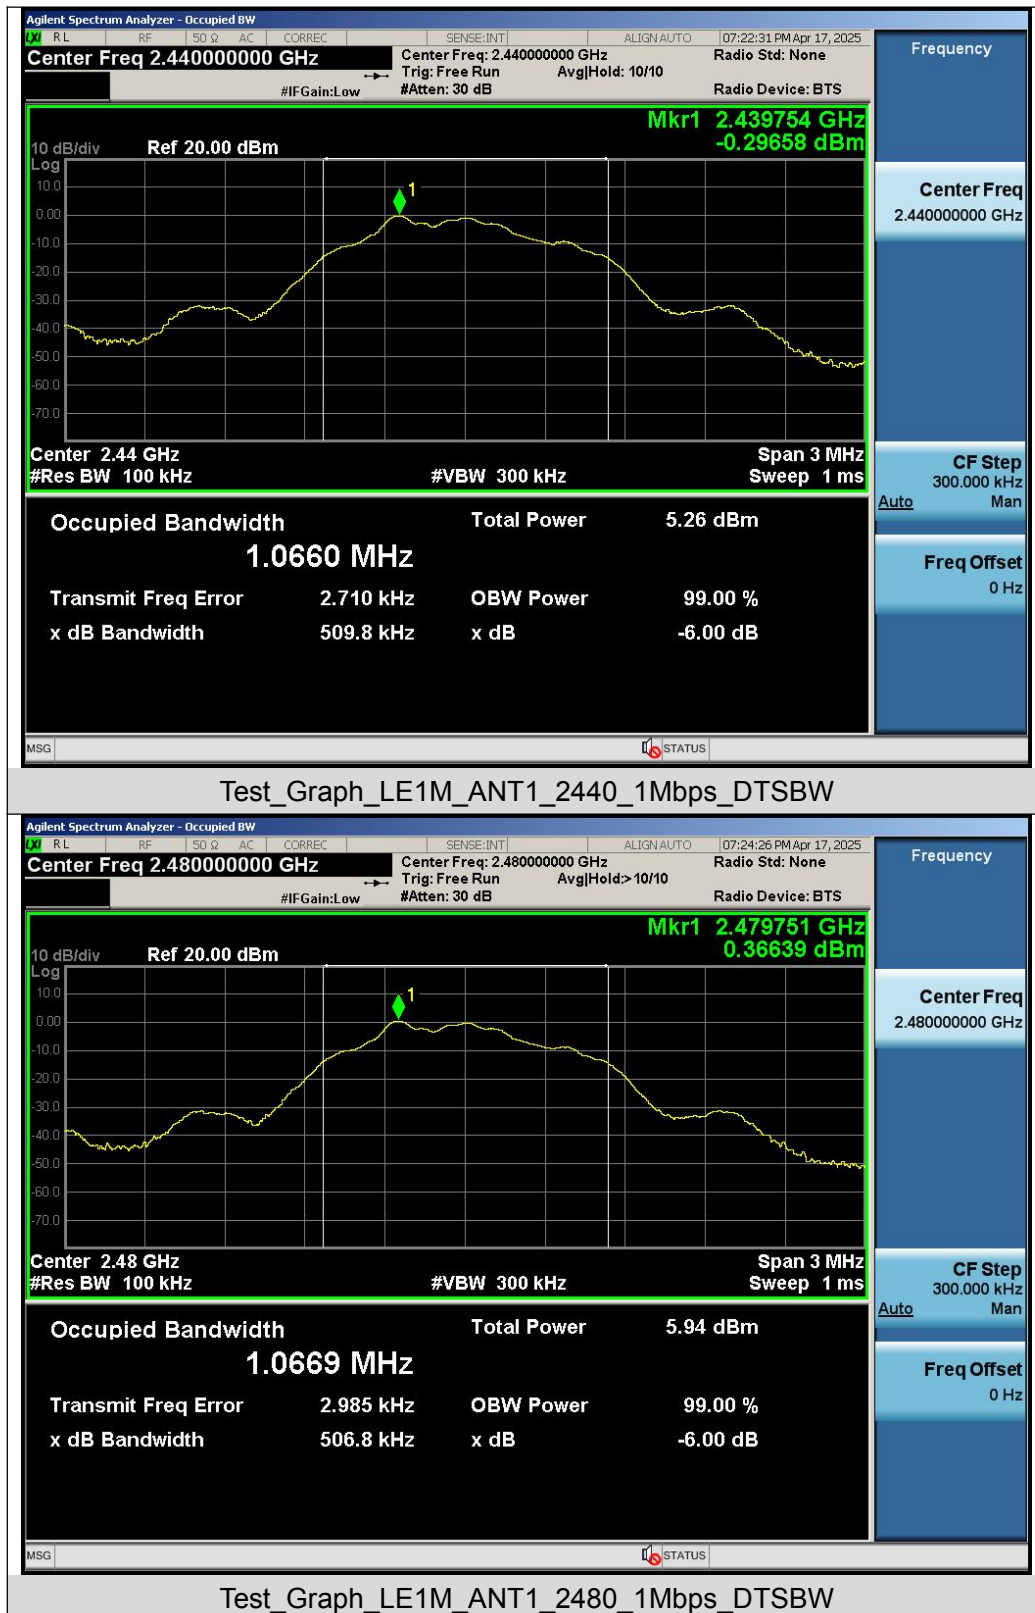 Agilent Spectrum Analyzer - Occupied BW
LXI RL RF 50 Ω AC CORREC SENSE:INT ALIGN AUTO 07:22:31 PM Apr 17, 2025
Center Freq 2.440000000 GHz Center Freq: 2.440000000 GHz Radio Std: None Frequency
Trig: Free Run Avg|Hold: 10/10
#IFGain:Low #Atten: 30 dB Radio Device: BTS
Mkr1 2.439754 GHz
-0.29658 dBm
10 dB/div Ref 20.00 dBm
Log
10.0
0.00
-10.0
-20.0
-30.0
-40.0
-50.0
-60.0
-70.0
1
Center 2.44 GHz Span 3 MHz
#Res BW 100 kHz #VBW 300 kHz Sweep 1 ms
Center Freq
2.440000000 GHz
CF Step
300.000 kHz
Auto Man
Freq Offset
0 Hz
Occupied Bandwidth Total Power 5.26 dBm
1.0660 MHz
Transmit Freq Error 2.710 kHz OBW Power 99.00 %
x dB Bandwidth 509.8 kHz x dB -6.00 dB
MSG STATUS
Test_Graph_LE1M_ANT1_2440_1Mbps_DTSBW
Agilent Spectrum Analyzer - Occupied BW
LXI RL RF 50 Ω AC CORREC SENSE:INT ALIGN AUTO 07:24:26 PM Apr 17, 2025
Center Freq 2.480000000 GHz Center Freq: 2.480000000 GHz Radio Std: None Frequency
Trig: Free Run Avg|Hold:> 10/10
#IFGain:Low #Atten: 30 dB Radio Device: BTS
Mkr1 2.479751 GHz
0.36639 dBm
10 dB/div Ref 20.00 dBm
Log
10.0
0.00
-10.0
-20.0
-30.0
-40.0
-50.0
-60.0
-70.0
1
Center 2.48 GHz Span 3 MHz
#Res BW 100 kHz #VBW 300 kHz Sweep 1 ms
Center Freq
2.480000000 GHz
CF Step
300.000 kHz
Auto Man
Freq Offset
0 Hz
Occupied Bandwidth Total Power 5.94 dBm
1.0669 MHz
Transmit Freq Error 2.985 kHz OBW Power 99.00 %
x dB Bandwidth 506.8 kHz x dB -6.00 dB
MSG STATUS
Test_Graph_LE1M_ANT1_2480_1Mbps_DTSBW